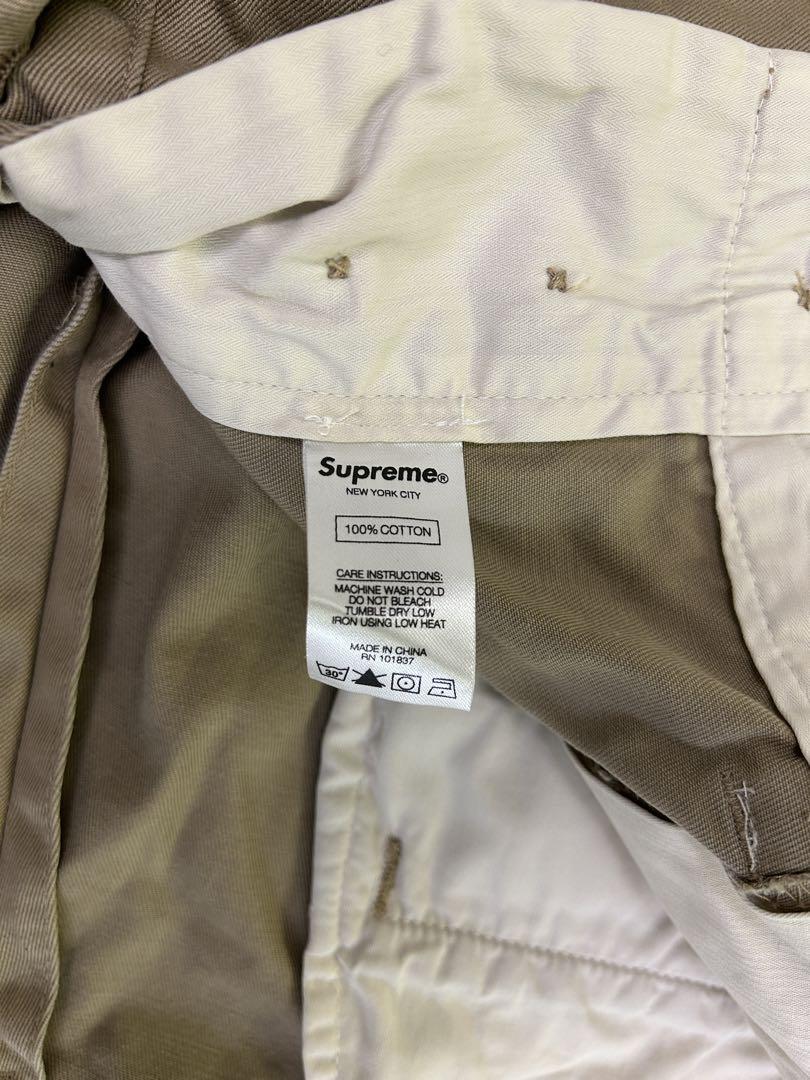 Supreme®
NEW YORK CITY
100% COTTON
CARE INSTRUCTIONS:
MACHINE WASH COLD
DO NOT BLEACH
TUMBLE DRY LOW
IRON USING LOW HEAT
MADE IN CHINA
RN 101837
30°